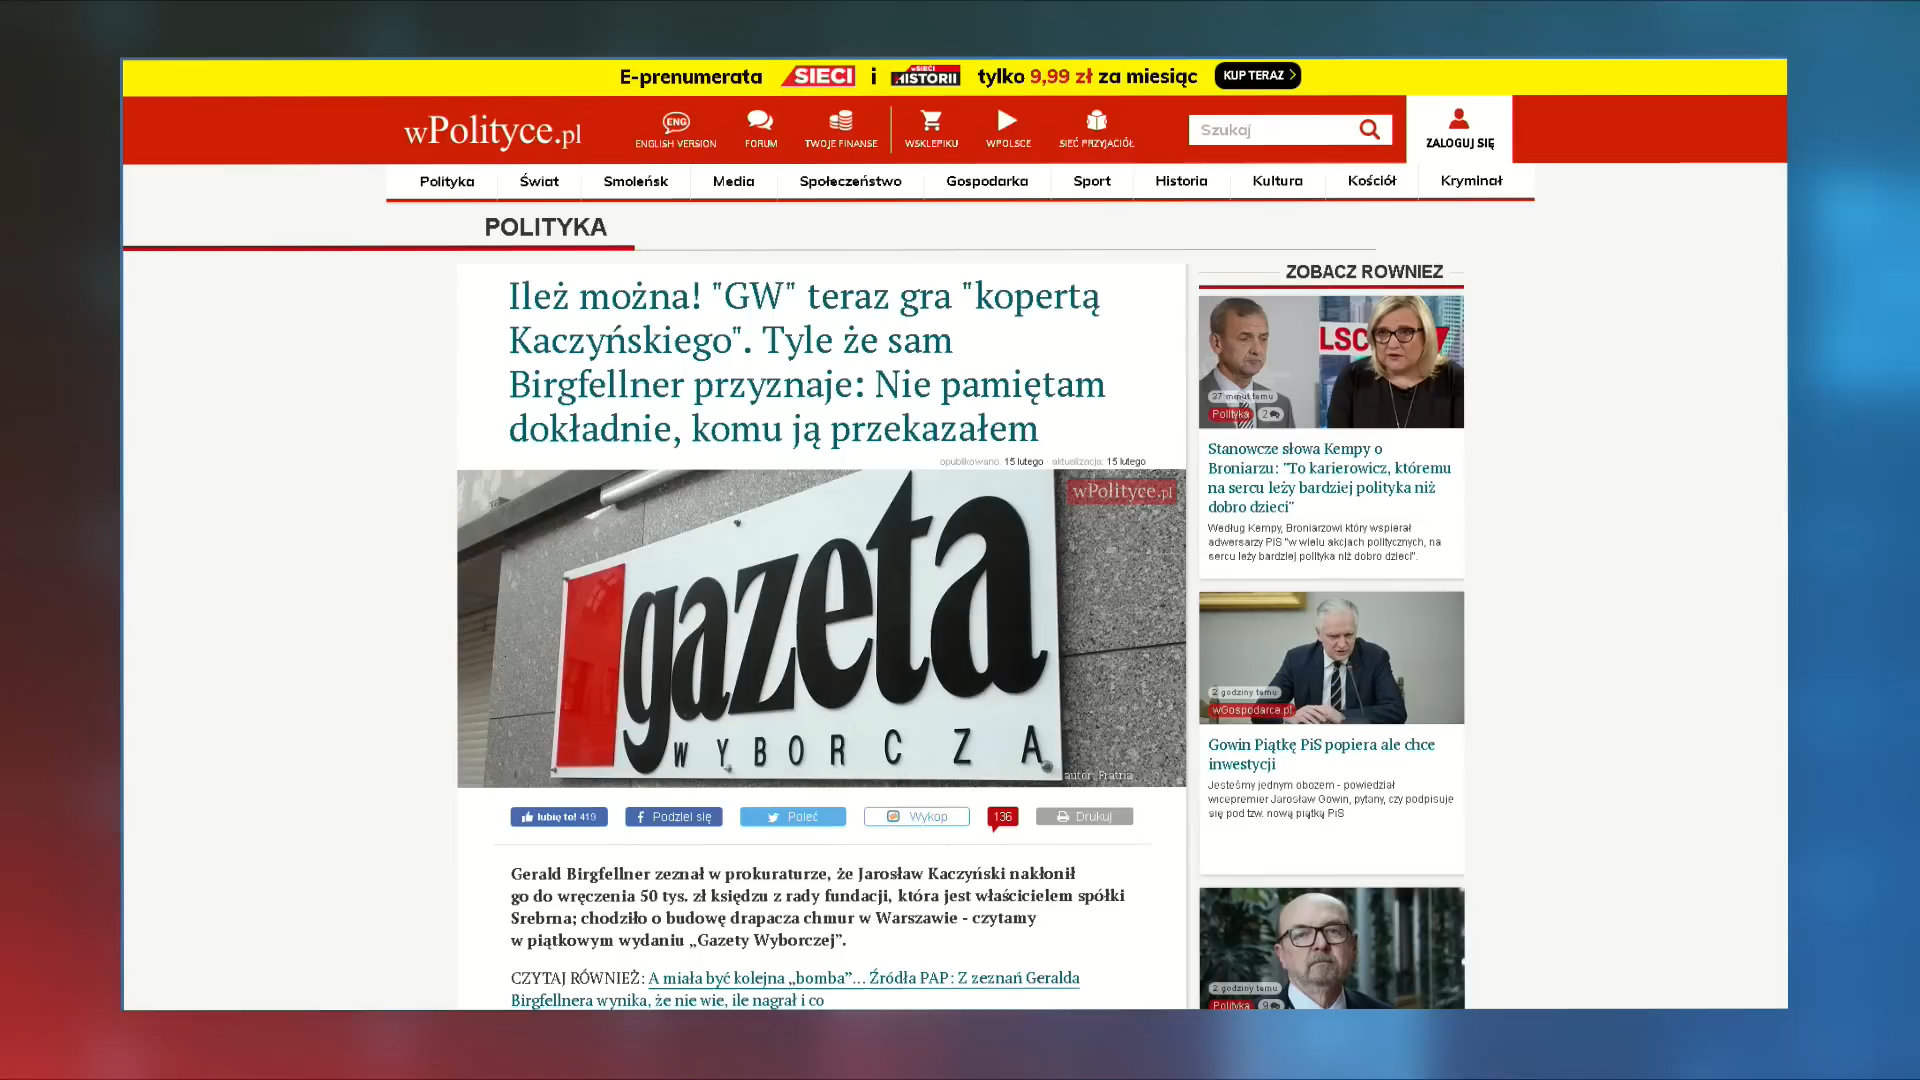 E-prenumerata SIECI i wSIECI HISTORII tylko 9,99 zł za miesiąc KUP TERAZ
wPolityce.pl
ENG
ENGLISH VERSION
FORUM
TWOJE FINANSE
WSKLEPIKU
WPOLSCE
SIEĆ PRZYJACIÓŁ
Szukaj
ZALOGUJ SIĘ
Polityka Świat Smoleńsk Media Społeczeństwo Gospodarka Sport Historia Kultura Kościół Kryminał
POLITYKA
Ileż można! "GW" teraz gra "kopertą
Kaczyńskiego". Tyle że sam
Birgfellner przyznaje: Nie pamiętam
dokładnie, komu ją przekazałem
opublikowano: 15 lutego aktualizacja: 15 lutego
wPolityce.pl
gazeta
WYBORCZA
autor: Fratria
lubię to! 419
Podziel się
Poleć
Wykop
136
Drukuj
Gerald Birgfellner zeznał w prokuraturze, że Jarosław Kaczyński nakłonił
go do wręczenia 50 tys. zł księdzu z rady fundacji, która jest właścicielem spółki
Srebrna; chodziło o budowę drapacza chmur w Warszawie - czytamy
w piątkowym wydaniu „Gazety Wyborczej”.
CZYTAJ RÓWNIEŻ: A miała być kolejna „bomba”... Źródła PAP: Z zeznań Geralda
Birgfellnera wynika, że nie wie, ile nagrał i co
ZOBACZ ROWNIEZ
LSC
37 minut temu
Polityka 2
Stanowcze słowa Kempy o
Broniarzu: "To karierowicz, któremu
na sercu leży bardziej polityka niż
dobro dzieci"
Według Kempy, Broniarzowi który wspierał
adwersarzy PiS "w wielu akcjach politycznych, na
sercu leży bardziej polityka niż dobro dzieci".
2 godziny temu
wGospodarce.pl
Gowin Piątkę PiS popiera ale chce
inwestycji
Jesteśmy jednym obozem - powiedział
wicepremier Jarosław Gowin, pytany, czy podpisuje
się pod tzw. nową piątką PiS
2 godziny temu
Polityka 9